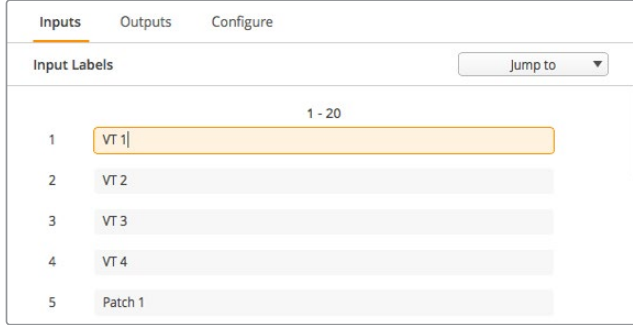 Inputs Outputs Configure
Input Labels Jump to
1 - 20
1 VT 1
2 VT 2
3 VT 3
4 VT 4
5 Patch 1